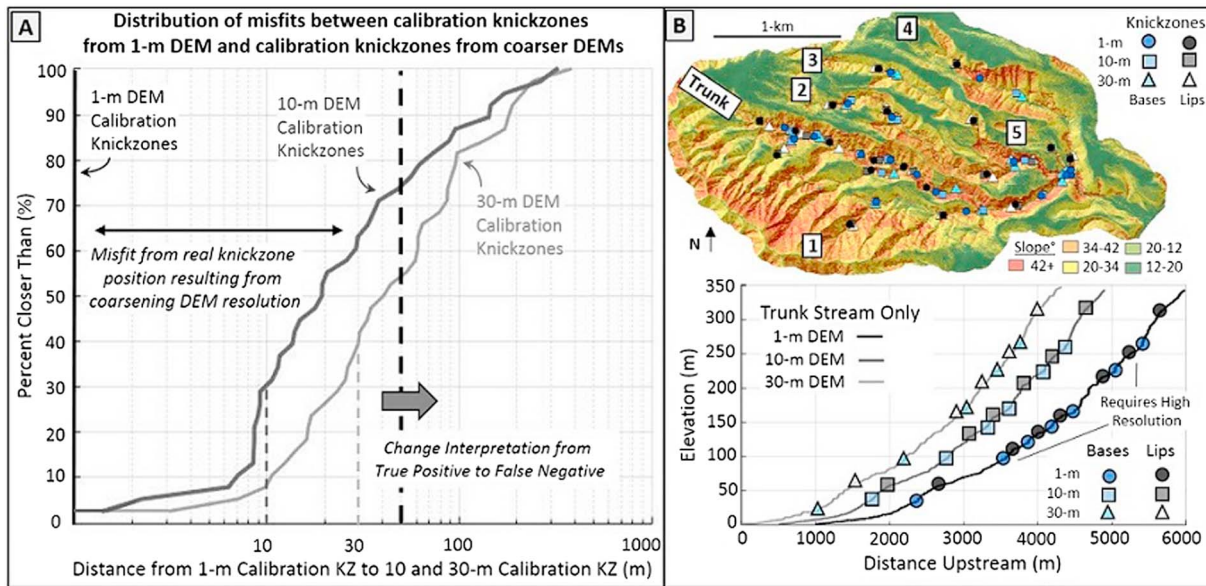 A
Distribution of misfits between calibration knickzones
from 1-m DEM and calibration knickzones from coarser DEMs
Percent Closer Than (%)
100
90
80
70
60
50
40
30
20
10
0
1-m DEM
Calibration
Knickzones
10-m DEM
Calibration
Knickzones
30-m DEM
Calibration
Knickzones
Misfit from real knickzone
position resulting from
coarsening DEM resolution
Change Interpretation from
True Positive to False Negative
10
30
100
1000
Distance from 1-m Calibration KZ to 10 and 30-m Calibration KZ (m)
B
1-km
Knickzones
1-m
10-m
30-m
Bases
Lips
Trunk
1
2
3
4
5
N
Slope°
42+
34-42
20-34
20-12
12-20
Elevation (m)
350
300
250
200
150
100
50
0
Trunk Stream Only
1-m DEM
10-m DEM
30-m DEM
Requires High
Resolution
Bases
Lips
1-m
10-m
30-m
0
1000
2000
3000
4000
5000
6000
Distance Upstream (m)